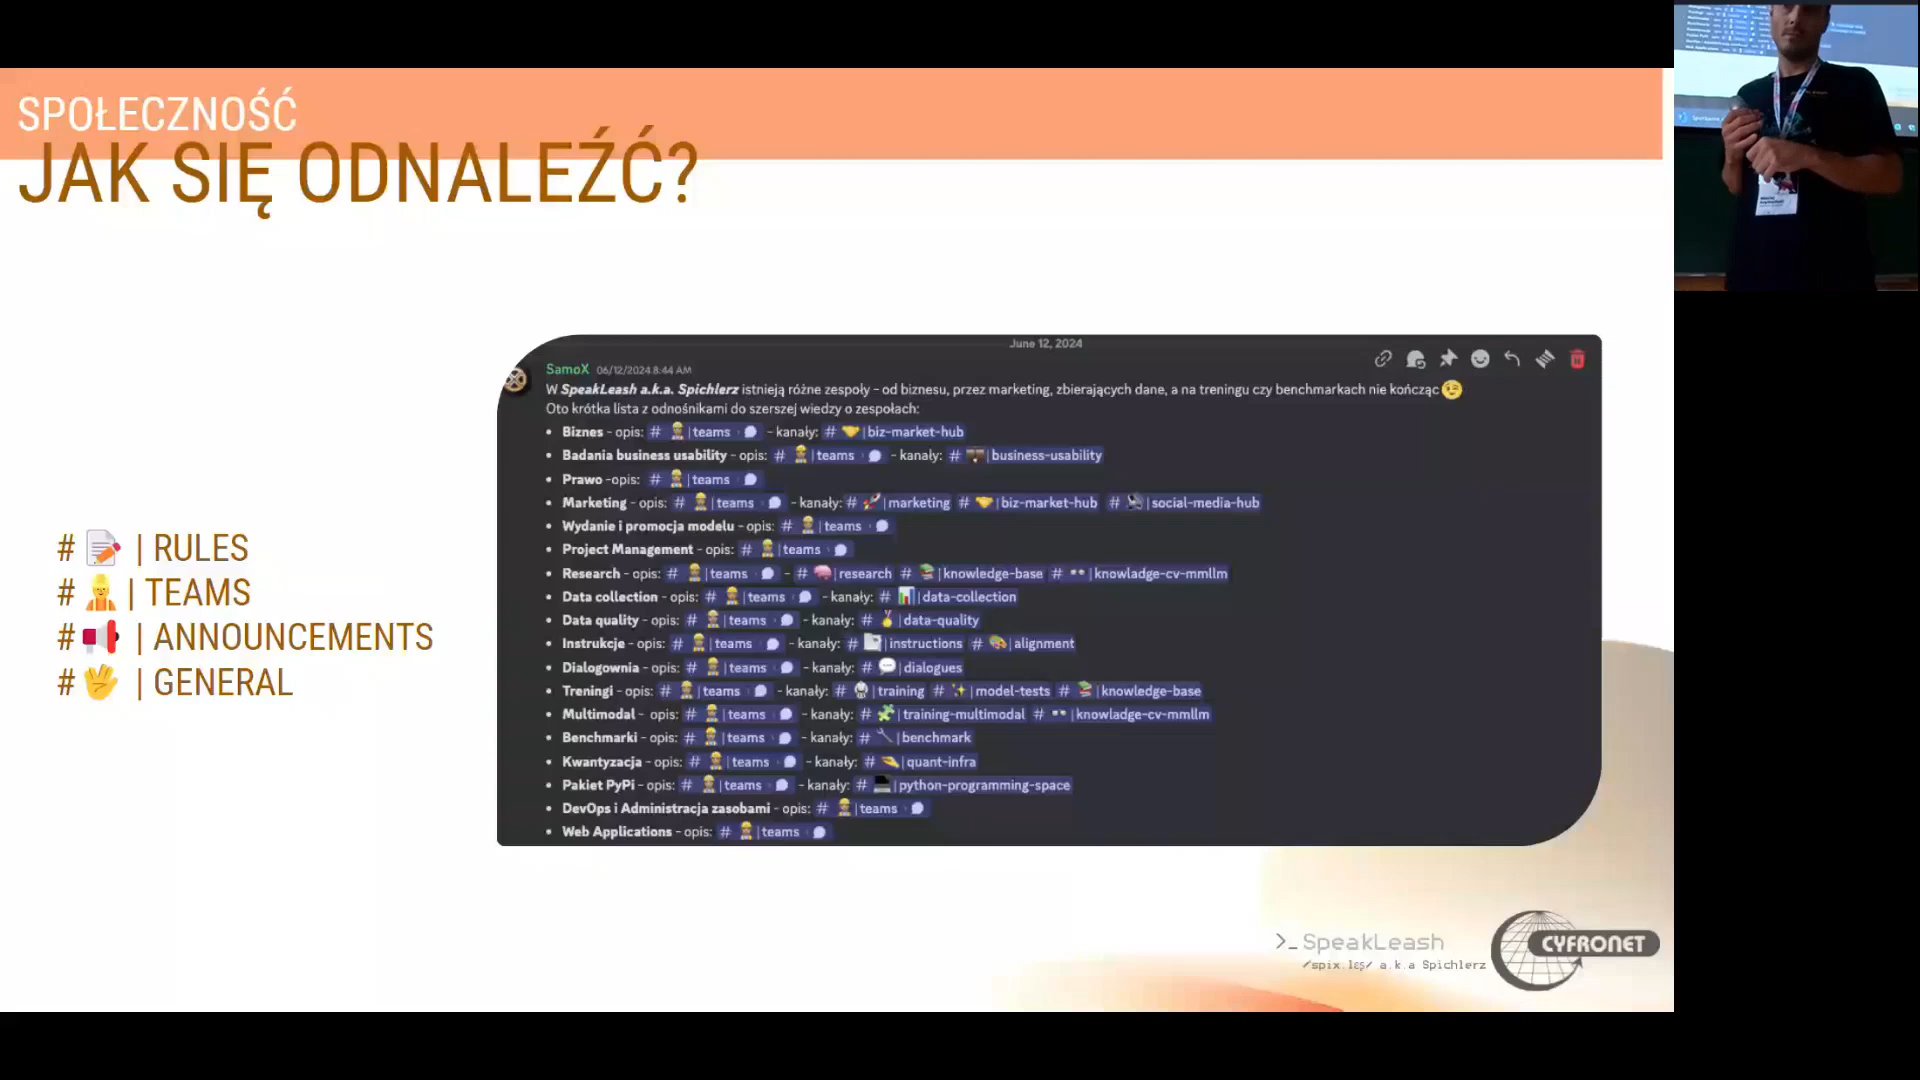 SPOŁECZNOŚĆ
JAK SIĘ ODNALEŹĆ?
# | RULES
# | TEAMS
# | ANNOUNCEMENTS
# | GENERAL
June 12, 2024
SamoX 06/12/2024 8:44 AM
W SpeakLeash a.k.a. Spichlerz istnieją różne zespoły - od biznesu, przez marketing, zbierających dane, a na treningu czy benchmarkach nie kończąc 😉
Oto krótka lista z odnośnikami do szerszej wiedzy o zespołach:
• Biznes - opis: # |teams - kanały: # |biz-market-hub
• Badania business usability - opis: # |teams - kanały: # |business-usability
• Prawo -opis: # |teams
• Marketing - opis: # |teams - kanały: # |marketing # |biz-market-hub # |social-media-hub
• Wydanie i promocja modelu - opis: # |teams
• Project Management - opis: # |teams
• Research - opis: # |teams - # |research # |knowledge-base # |knowladge-cv-mmllm
• Data collection - opis: # |teams - kanały: # |data-collection
• Data quality - opis: # |teams - kanały: # |data-quality
• Instrukcje - opis: # |teams - kanały: # |instructions # |alignment
• Dialogownia - opis: # |teams - kanały: # |dialogues
• Treningi - opis: # |teams - kanały: # |training # |model-tests # |knowledge-base
• Multimodal - opis: # |teams - kanały: # |training-multimodal # |knowladge-cv-mmllm
• Benchmarki - opis: # |teams - kanały: # |benchmark
• Kwantyzacja - opis: # |teams - kanały: # |quant-infra
• Pakiet PyPi - opis: # |teams - kanały: # |python-programming-space
• DevOps i Administracja zasobami - opis: # |teams
• Web Applications - opis: # |teams
>_ SpeakLeash
a.k.a Spichlerz
CYFRONET